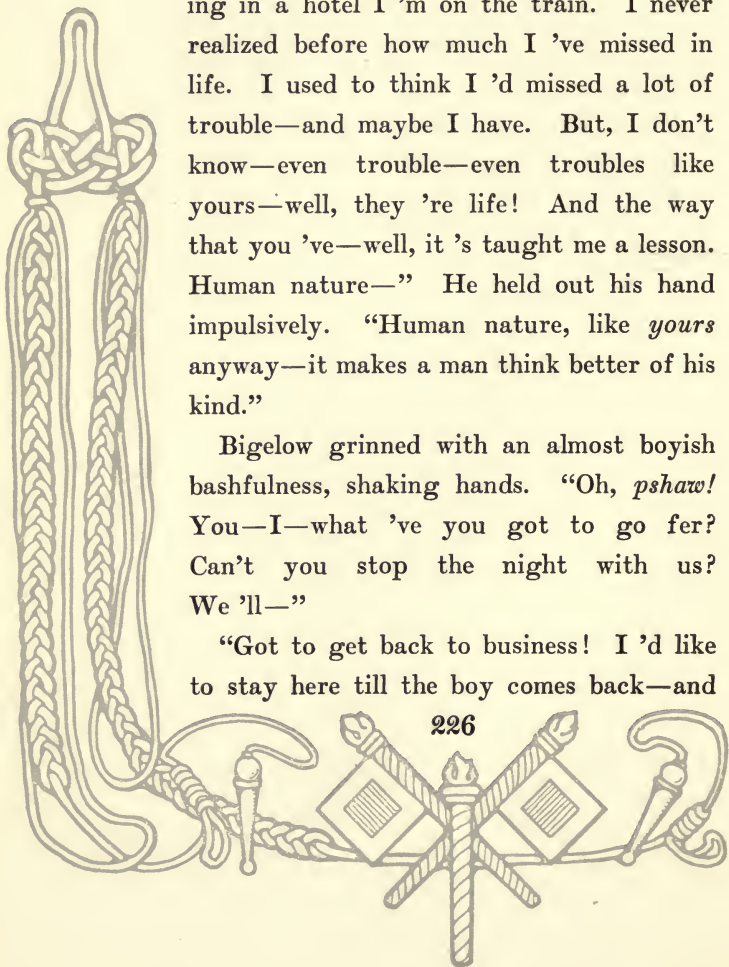 ing in a hotel I 'm on the train. I never
realized before how much I 've missed in
life. I used to think I 'd missed a lot of
trouble—and maybe I have. But, I don't
know—even trouble—even troubles like
yours—well, they 're life! And the way
that you 've—well, it 's taught me a lesson.
Human nature—” He held out his hand
impulsively. “Human nature, like yours
anyway—it makes a man think better of his
kind.”
Bigelow grinned with an almost boyish
bashfulness, shaking hands. “Oh, pshaw!
You—I—what 've you got to go fer?
Can't you stop the night with us?
We 'll—”
“Got to get back to business! I 'd like
to stay here till the boy comes back—and
226